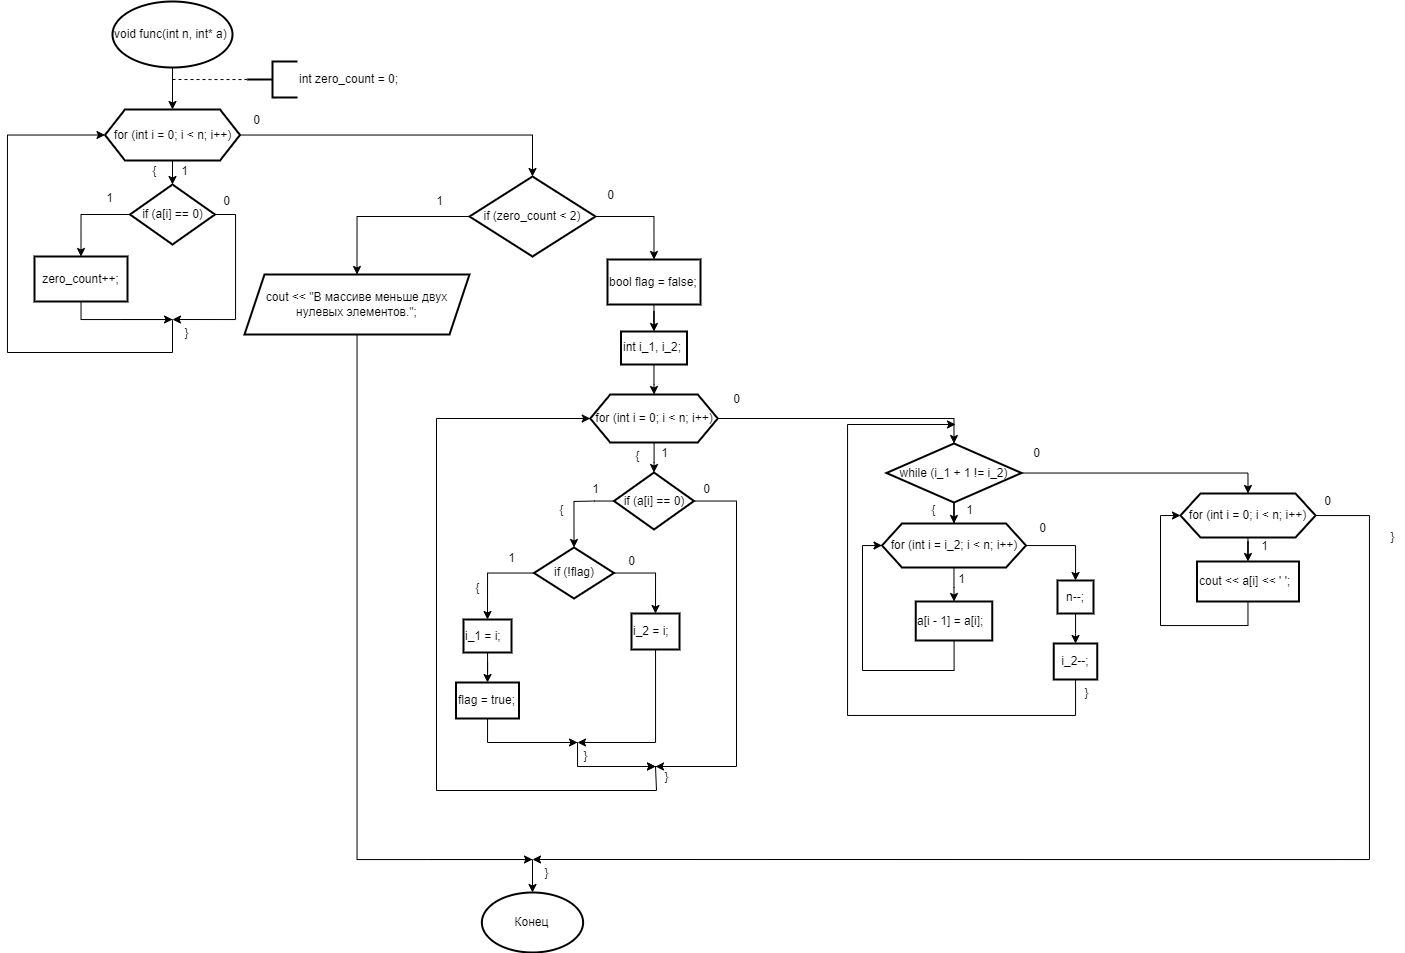 void func(int n, int* a)
int zero_count = 0;
for (int i = 0; i < n; i++)
0
{
1
if (a[i] == 0)
1
0
zero_count++;
}
if (zero_count < 2)
1
0
cout << "В массиве меньше двух
нулевых элементов.";
bool flag = false;
int i_1, i_2;
for (int i = 0; i < n; i++)
0
{
1
if (a[i] == 0)
1
0
{
if (!flag)
1
0
{
i_1 = i;
i_2 = i;
flag = true;
}
}
while (i_1 + 1 != i_2)
0
{
1
for (int i = i_2; i < n; i++)
0
1
a[i - 1] = a[i];
n--;
i_2--;
}
for (int i = 0; i < n; i++)
0
1
cout << a[i] << ' ';
}
}
Конец